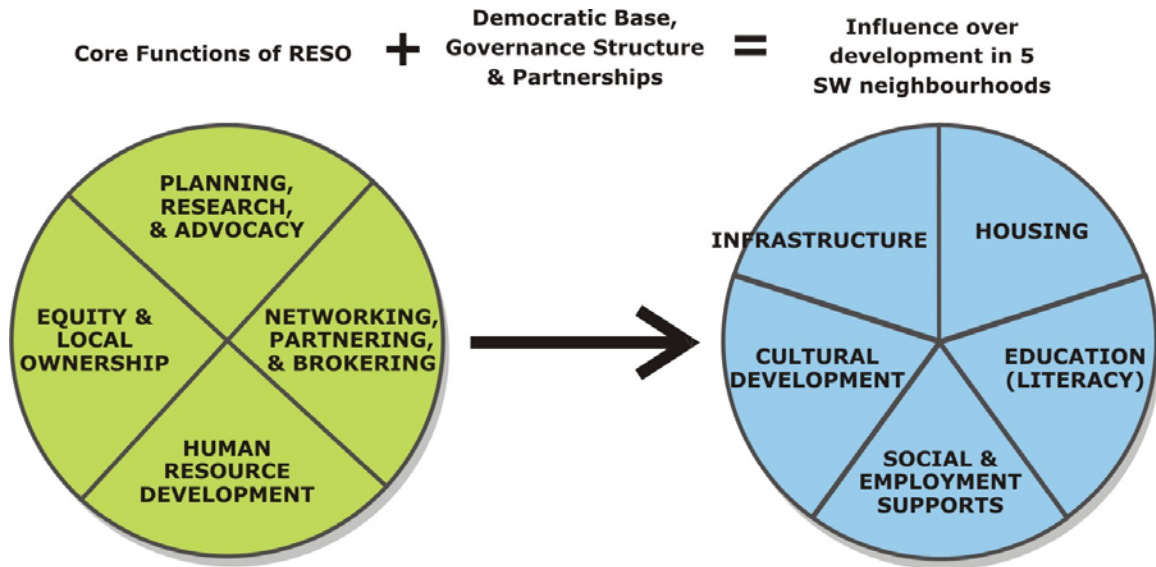 Core Functions of RESO
+
Democratic Base,
Governance Structure
& Partnerships
=
Influence over
development in 5
SW neighbourhoods
PLANNING,
RESEARCH,
& ADVOCACY
EQUITY &
LOCAL
OWNERSHIP
NETWORKING,
PARTNERING,
& BROKERING
HUMAN
RESOURCE
DEVELOPMENT
INFRASTRUCTURE
HOUSING
CULTURAL
DEVELOPMENT
EDUCATION
(LITERACY)
SOCIAL &
EMPLOYMENT
SUPPORTS